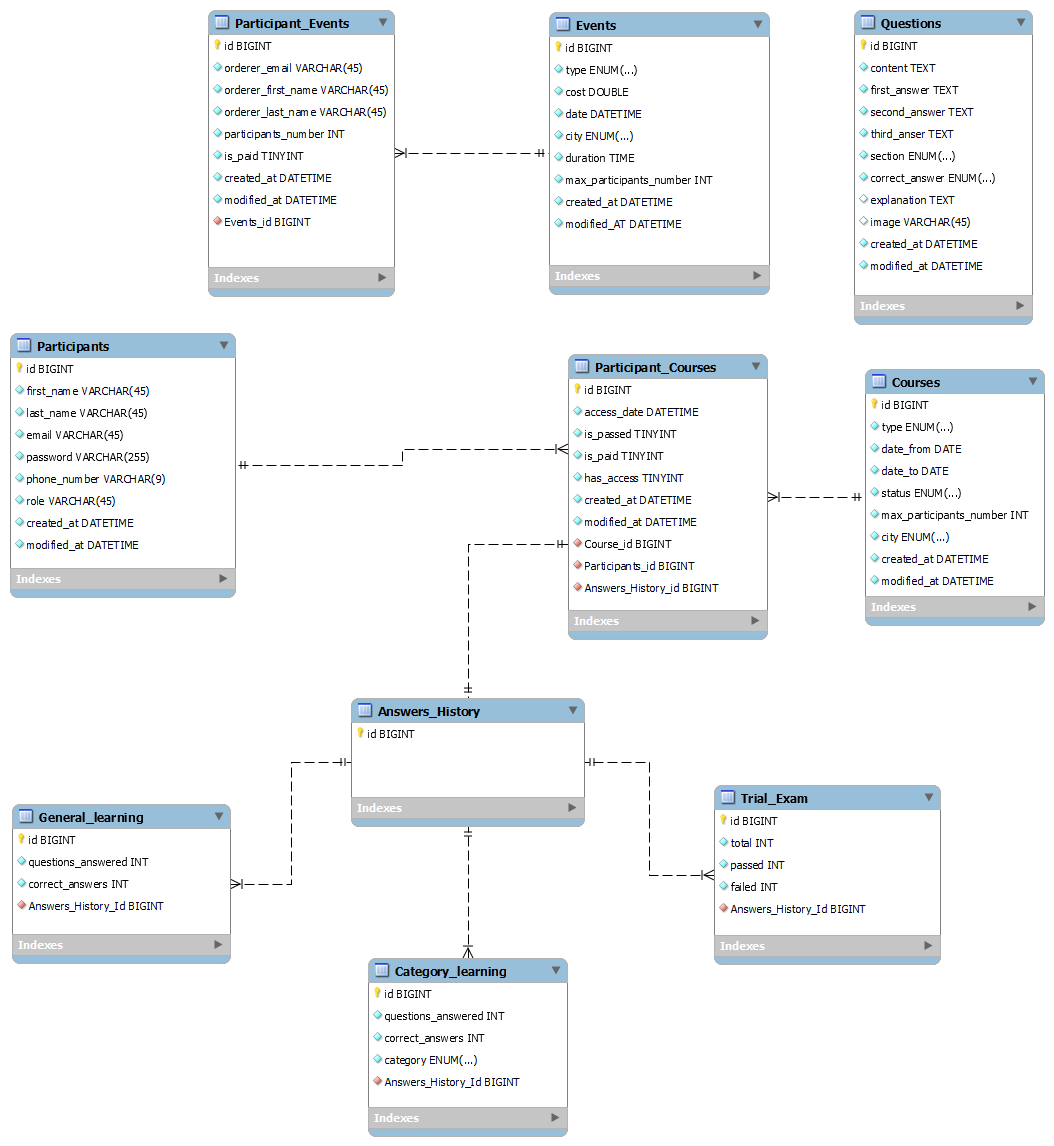 Participant_Events
id BIGINT
orderer_email VARCHAR(45)
orderer_first_name VARCHAR(45)
orderer_last_name VARCHAR(45)
participants_number INT
is_paid TINYINT
created_at DATETIME
modified_at DATETIME
Events_id BIGINT
Indexes
Events
id BIGINT
type ENUM(...)
cost DOUBLE
date DATETIME
city ENUM(...)
duration TIME
max_participants_number INT
created_at DATETIME
modified_AT DATETIME
Indexes
Questions
id BIGINT
content TEXT
first_answer TEXT
second_answer TEXT
third_anser TEXT
section ENUM(...)
correct_answer ENUM(...)
explanation TEXT
image VARCHAR(45)
created_at DATETIME
modified_at DATETIME
Indexes
Participants
id BIGINT
first_name VARCHAR(45)
last_name VARCHAR(45)
email VARCHAR(45)
password VARCHAR(255)
phone_number VARCHAR(9)
role VARCHAR(45)
created_at DATETIME
modified_at DATETIME
Indexes
Participant_Courses
id BIGINT
access_date DATETIME
is_passed TINYINT
is_paid TINYINT
has_access TINYINT
created_at DATETIME
modified_at DATETIME
Course_id BIGINT
Participants_id BIGINT
Answers_History_id BIGINT
Indexes
Courses
id BIGINT
type ENUM(...)
date_from DATE
date_to DATE
status ENUM(...)
max_participants_number INT
city ENUM(...)
created_at DATETIME
modified_at DATETIME
Indexes
Answers_History
id BIGINT
Indexes
General_learning
id BIGINT
questions_answered INT
correct_answers INT
Answers_History_Id BIGINT
Indexes
Trial_Exam
id BIGINT
total INT
passed INT
failed INT
Answers_History_Id BIGINT
Indexes
Category_learning
id BIGINT
questions_answered INT
correct_answers INT
category ENUM(...)
Answers_History_Id BIGINT
Indexes